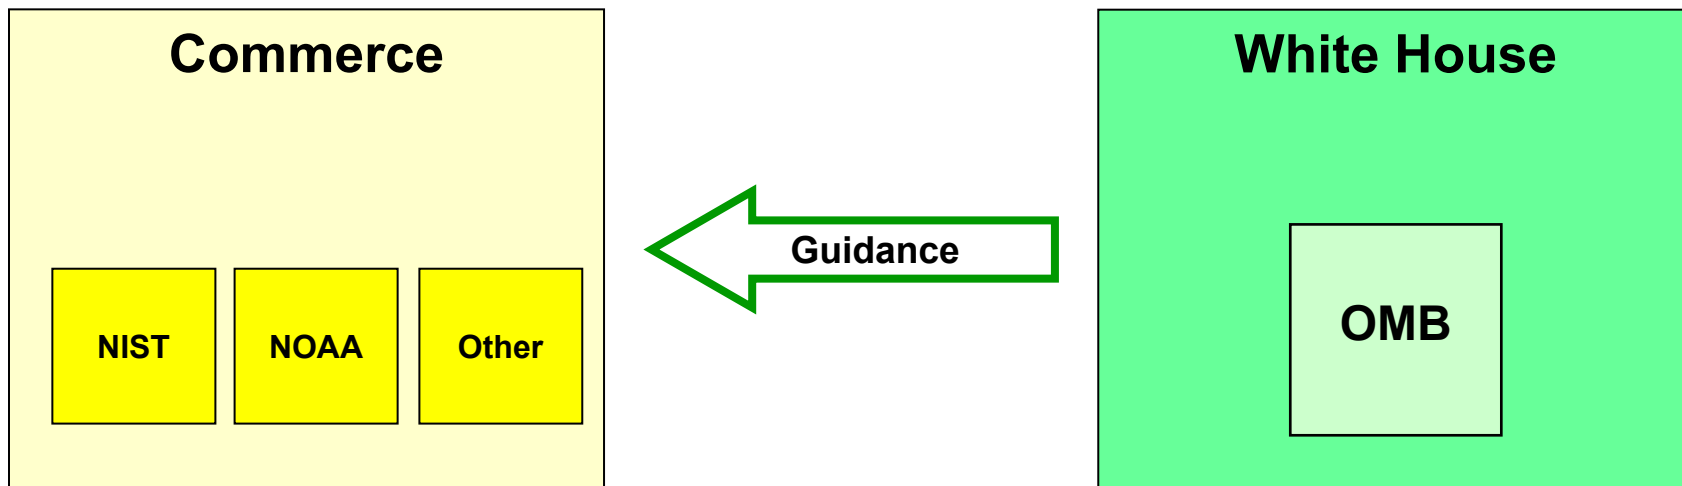 Commerce
White House
Guidance
OMB
NIST
NOAA
Other